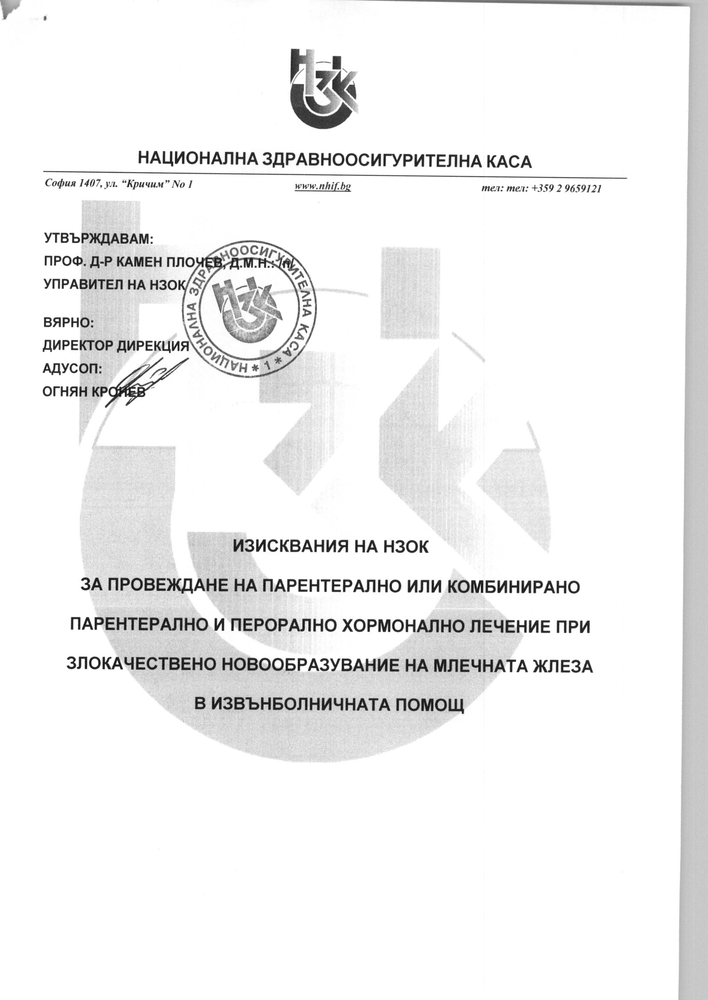 НЗОК
НАЦИОНАЛНА ЗДРАВНООСИГУРИТЕЛНА КАСА
София 1407, ул. “Кричим” No 1 www.nhif.bg тел: тел: +359 2 9659121
УТВЪРЖДАВАМ:
ПРОФ. Д-Р КАМЕН ПЛОЧЕВ, Д.М.Н.: /п/
УПРАВИТЕЛ НА НЗОК
НАЦИОНАЛНА ЗДРАВНООСИГУРИТЕЛНА КАСА * 1 *
ВЯРНО:
ДИРЕКТОР ДИРЕКЦИЯ
АДУСОП:
ОГНЯН КРОНЕВ
ИЗИСКВАНИЯ НА НЗОК
ЗА ПРОВЕЖДАНЕ НА ПАРЕНТЕРАЛНО ИЛИ КОМБИНИРАНО
ПАРЕНТЕРАЛНО И ПЕРОРАЛНО ХОРМОНАЛНО ЛЕЧЕНИЕ ПРИ
ЗЛОКАЧЕСТВЕНО НОВООБРАЗУВАНИЕ НА МЛЕЧНАТА ЖЛЕЗА
В ИЗВЪНБОЛНИЧНАТА ПОМОЩ